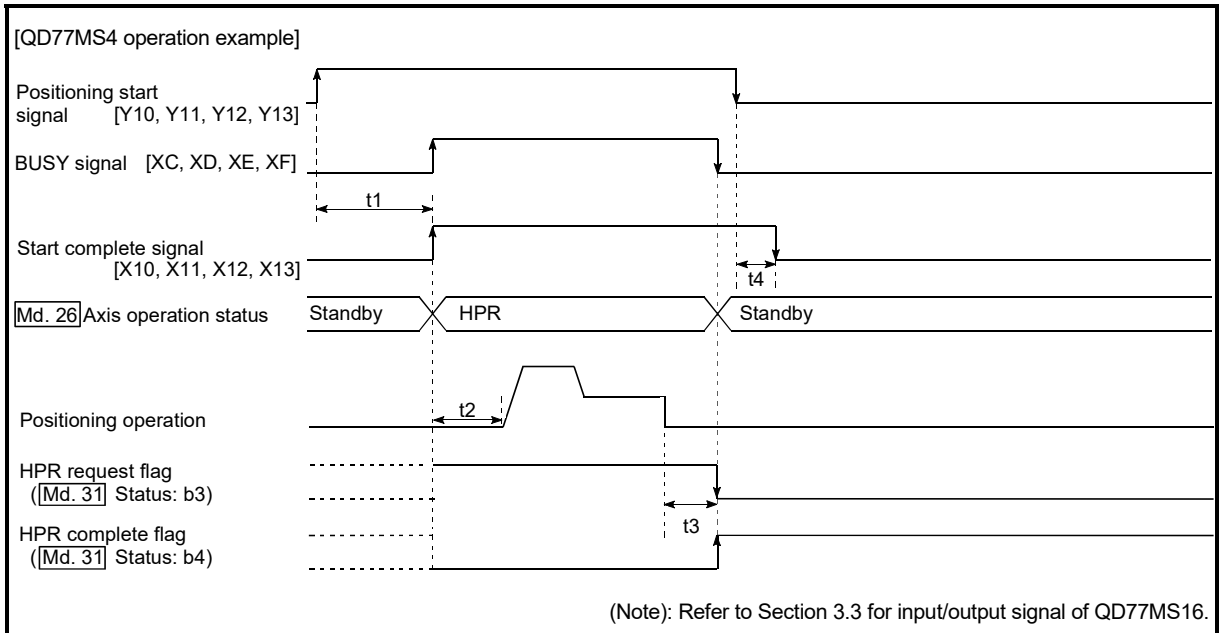 [QD77MS4 operation example]
Positioning start
signal [Y10, Y11, Y12, Y13]
BUSY signal [XC, XD, XE, XF]
t1
Start complete signal
[X10, X11, X12, X13]
t4
Md. 26 Axis operation status
Standby
HPR
Standby
t2
Positioning operation
HPR request flag
(Md. 31 Status: b3)
t3
HPR complete flag
(Md. 31 Status: b4)
(Note): Refer to Section 3.3 for input/output signal of QD77MS16.